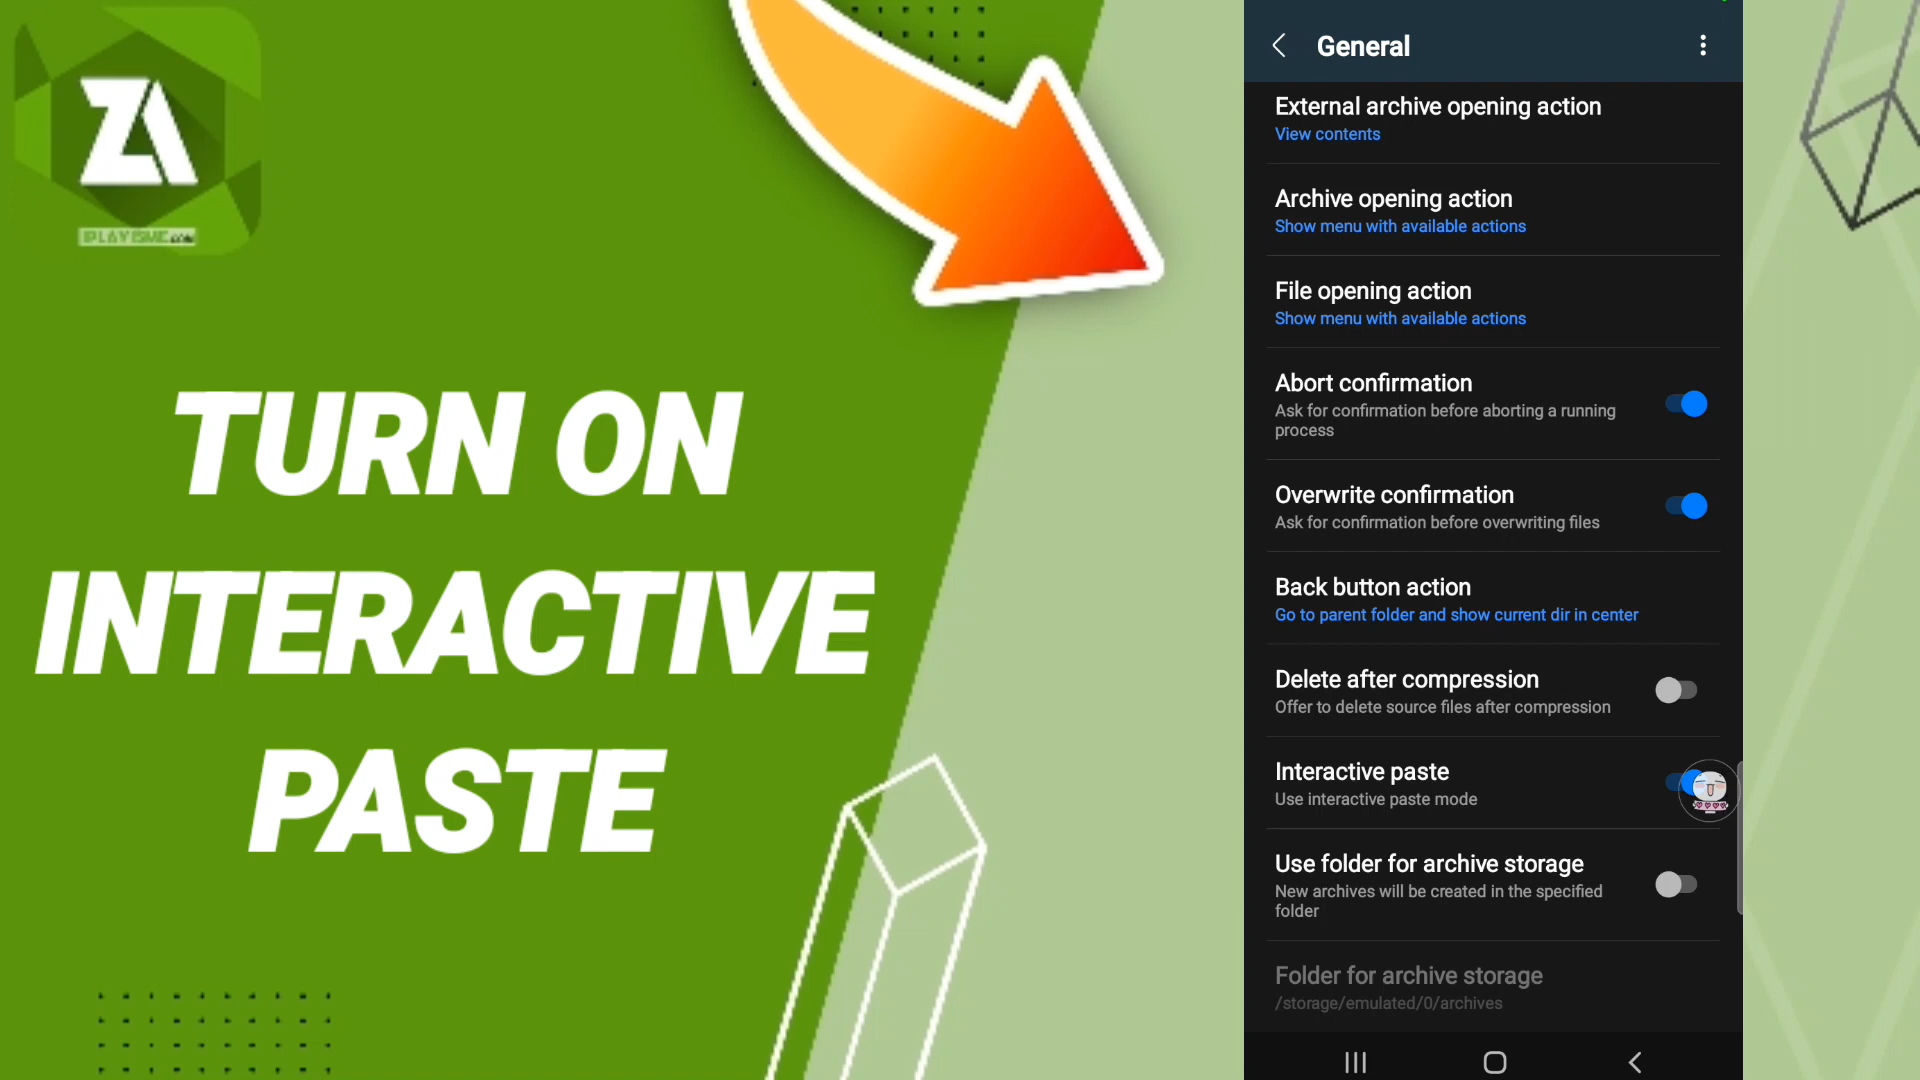 ZA
IPLAYISME.COM
TURN ON
INTERACTIVE
PASTE
General
External archive opening action
View contents
Archive opening action
Show menu with available actions
File opening action
Show menu with available actions
Abort confirmation
Ask for confirmation before aborting a running
process
Overwrite confirmation
Ask for confirmation before overwriting files
Back button action
Go to parent folder and show current dir in center
Delete after compression
Offer to delete source files after compression
Interactive paste
Use interactive paste mode
Use folder for archive storage
New archives will be created in the specified
folder
Folder for archive storage
/storage/emulated/0/archives